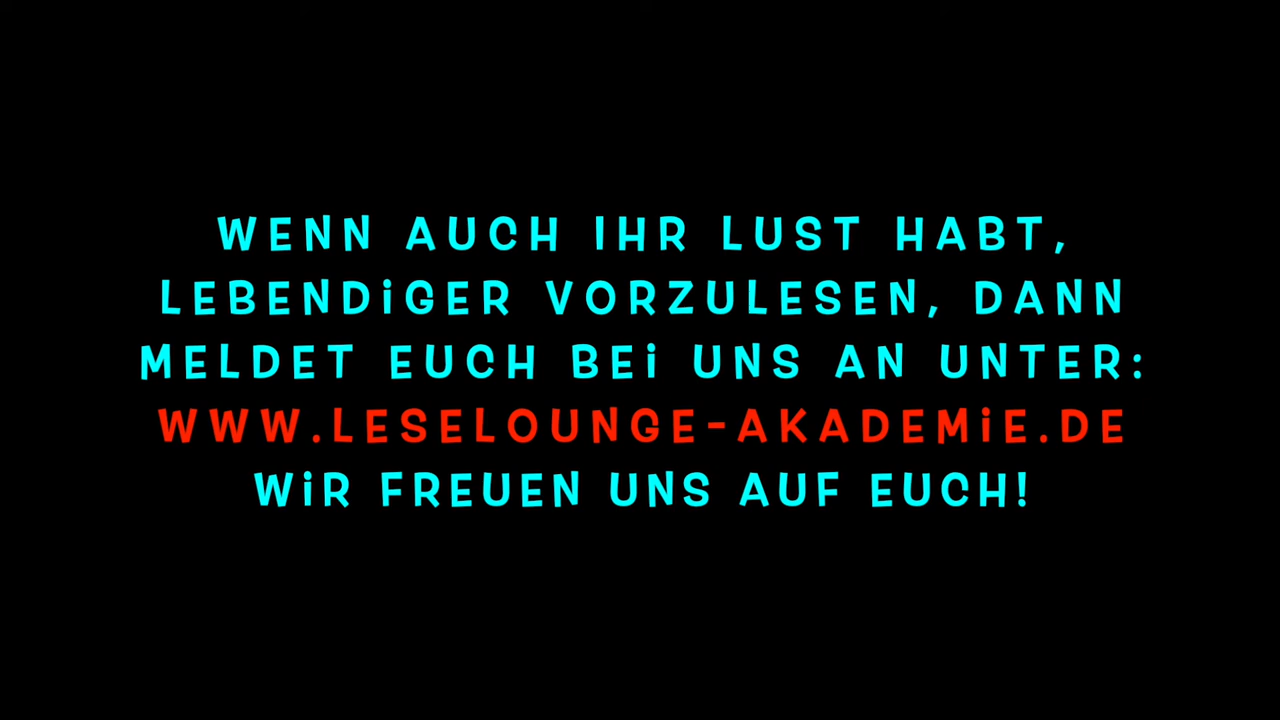 WENN AUCH IHR LUST HABT,
LEBENDiGER VORZULESEN, DANN
MELDET EUCH BEi UNS AN UNTER:
WWW.LESELOUNGE-AKADEMiE.DE
WiR FREUEN UNS AUF EUCH!